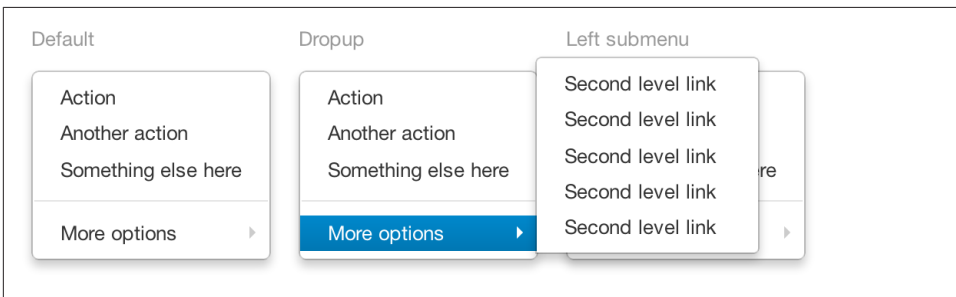 Default
Action
Another action
Something else here
More options
Dropup
Action
Another action
Something else here
More options
Left submenu
Second level link
Second level link
Second level link
Second level link
Second level link
re